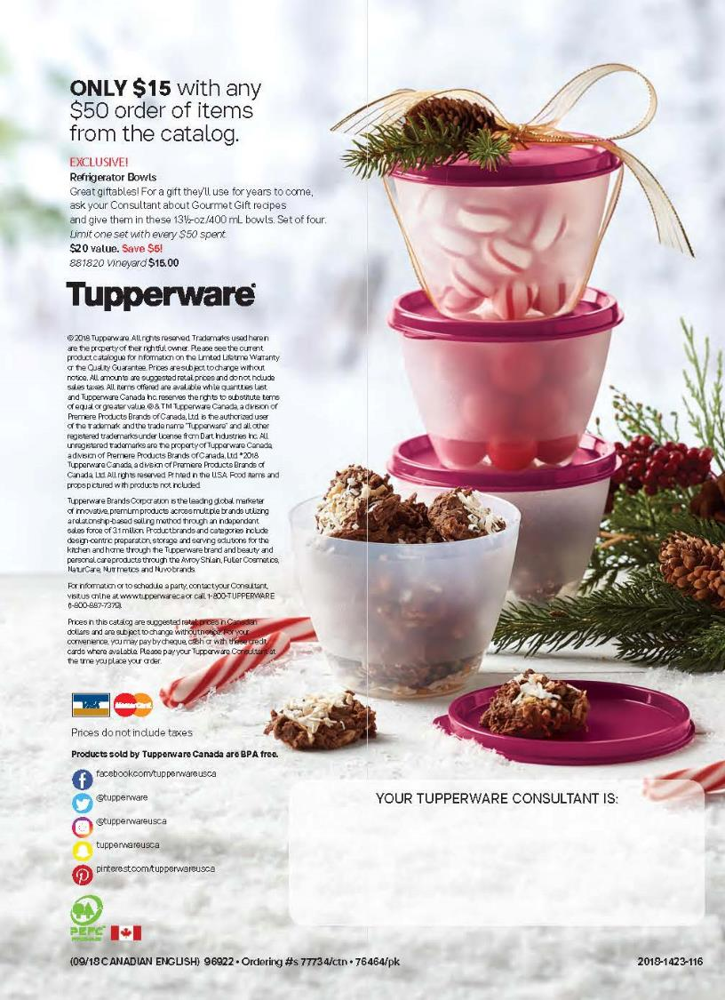 ONLY $15 with any
$50 order of items
from the catalog.
EXCLUSIVE!
Refrigerator Bowls
Great giftables! For a gift they'll use for years to come,
ask your Consultant about Gourmet Gift recipes
and give them in these 13½-oz/400 mL bowls. Set of four.
Limit one set with every $50 spent.
$20 value. Save $5!
881820 Vineyard $15.00
Tupperware®
© 2018 Tupperware. All rights reserved. Trademarks used herein
are the property of their rightful owner. Please see the current
product catalogue for information on the Limited Lifetime Warranty
or the Quality Guarantee. Prices are subject to change without
notice. All amounts are suggested retail prices and do not include
sales taxes. All items offered are available while quantities last
and Tupperware Canada Inc. reserves the rights to substitute items
of equal or greater value. ® & TM Tupperware Canada, a division of
Premiere Products Brands of Canada, Ltd. is the authorized user
of the trademark and the trade name "Tupperware" and all other
registered trademarks under license from Dart Industries Inc. All
unregistered trademarks are the property of Tupperware Canada,
a division of Premiere Products Brands of Canada, Ltd. ®2018
Tupperware Canada, a division of Premiere Products Brands of
Canada, Ltd. All rights reserved. Printed in the U.S.A. Food items and
props pictured with products not included.
Tupperware Brands Corporation is the leading global marketer
of innovative, premium products across multiple brands utilizing
a relationship-based selling method through an independent
sales force of 3.1 million. Product brands and categories include
design-centric preparation, storage and serving solutions for the
kitchen and home through the Tupperware brand and beauty and
personal care products through the Avroy Shlain, Fuller Cosmetics,
NaturCare, Nutrimetics and Nuvo brands.
For information or to schedule a party, contact your Consultant,
visit us online at www.tupperware.ca or call 1-800-TUPPERWARE
(1-800-887-7379).
Prices in this catalog are suggested retail prices in Canadian
dollars and are subject to change without notice. For your
convenience, you may pay by cheque, cash or with these credit
cards where available. Please pay your Tupperware Consultant at
the time you place your order.
MasterCard
Prices do not include taxes
Products sold by Tupperware Canada are BPA free.
facebook.com/tupperwareusca
@tupperware
@tupperwareusca
tupperwareusca
pinterest.com/tupperwareusca
YOUR TUPPERWARE CONSULTANT IS:
PEFC™
(09/18 CANADIAN ENGLISH) 96922 • Ordering #s 77734/ctn • 76464/pk
2018-1423-116